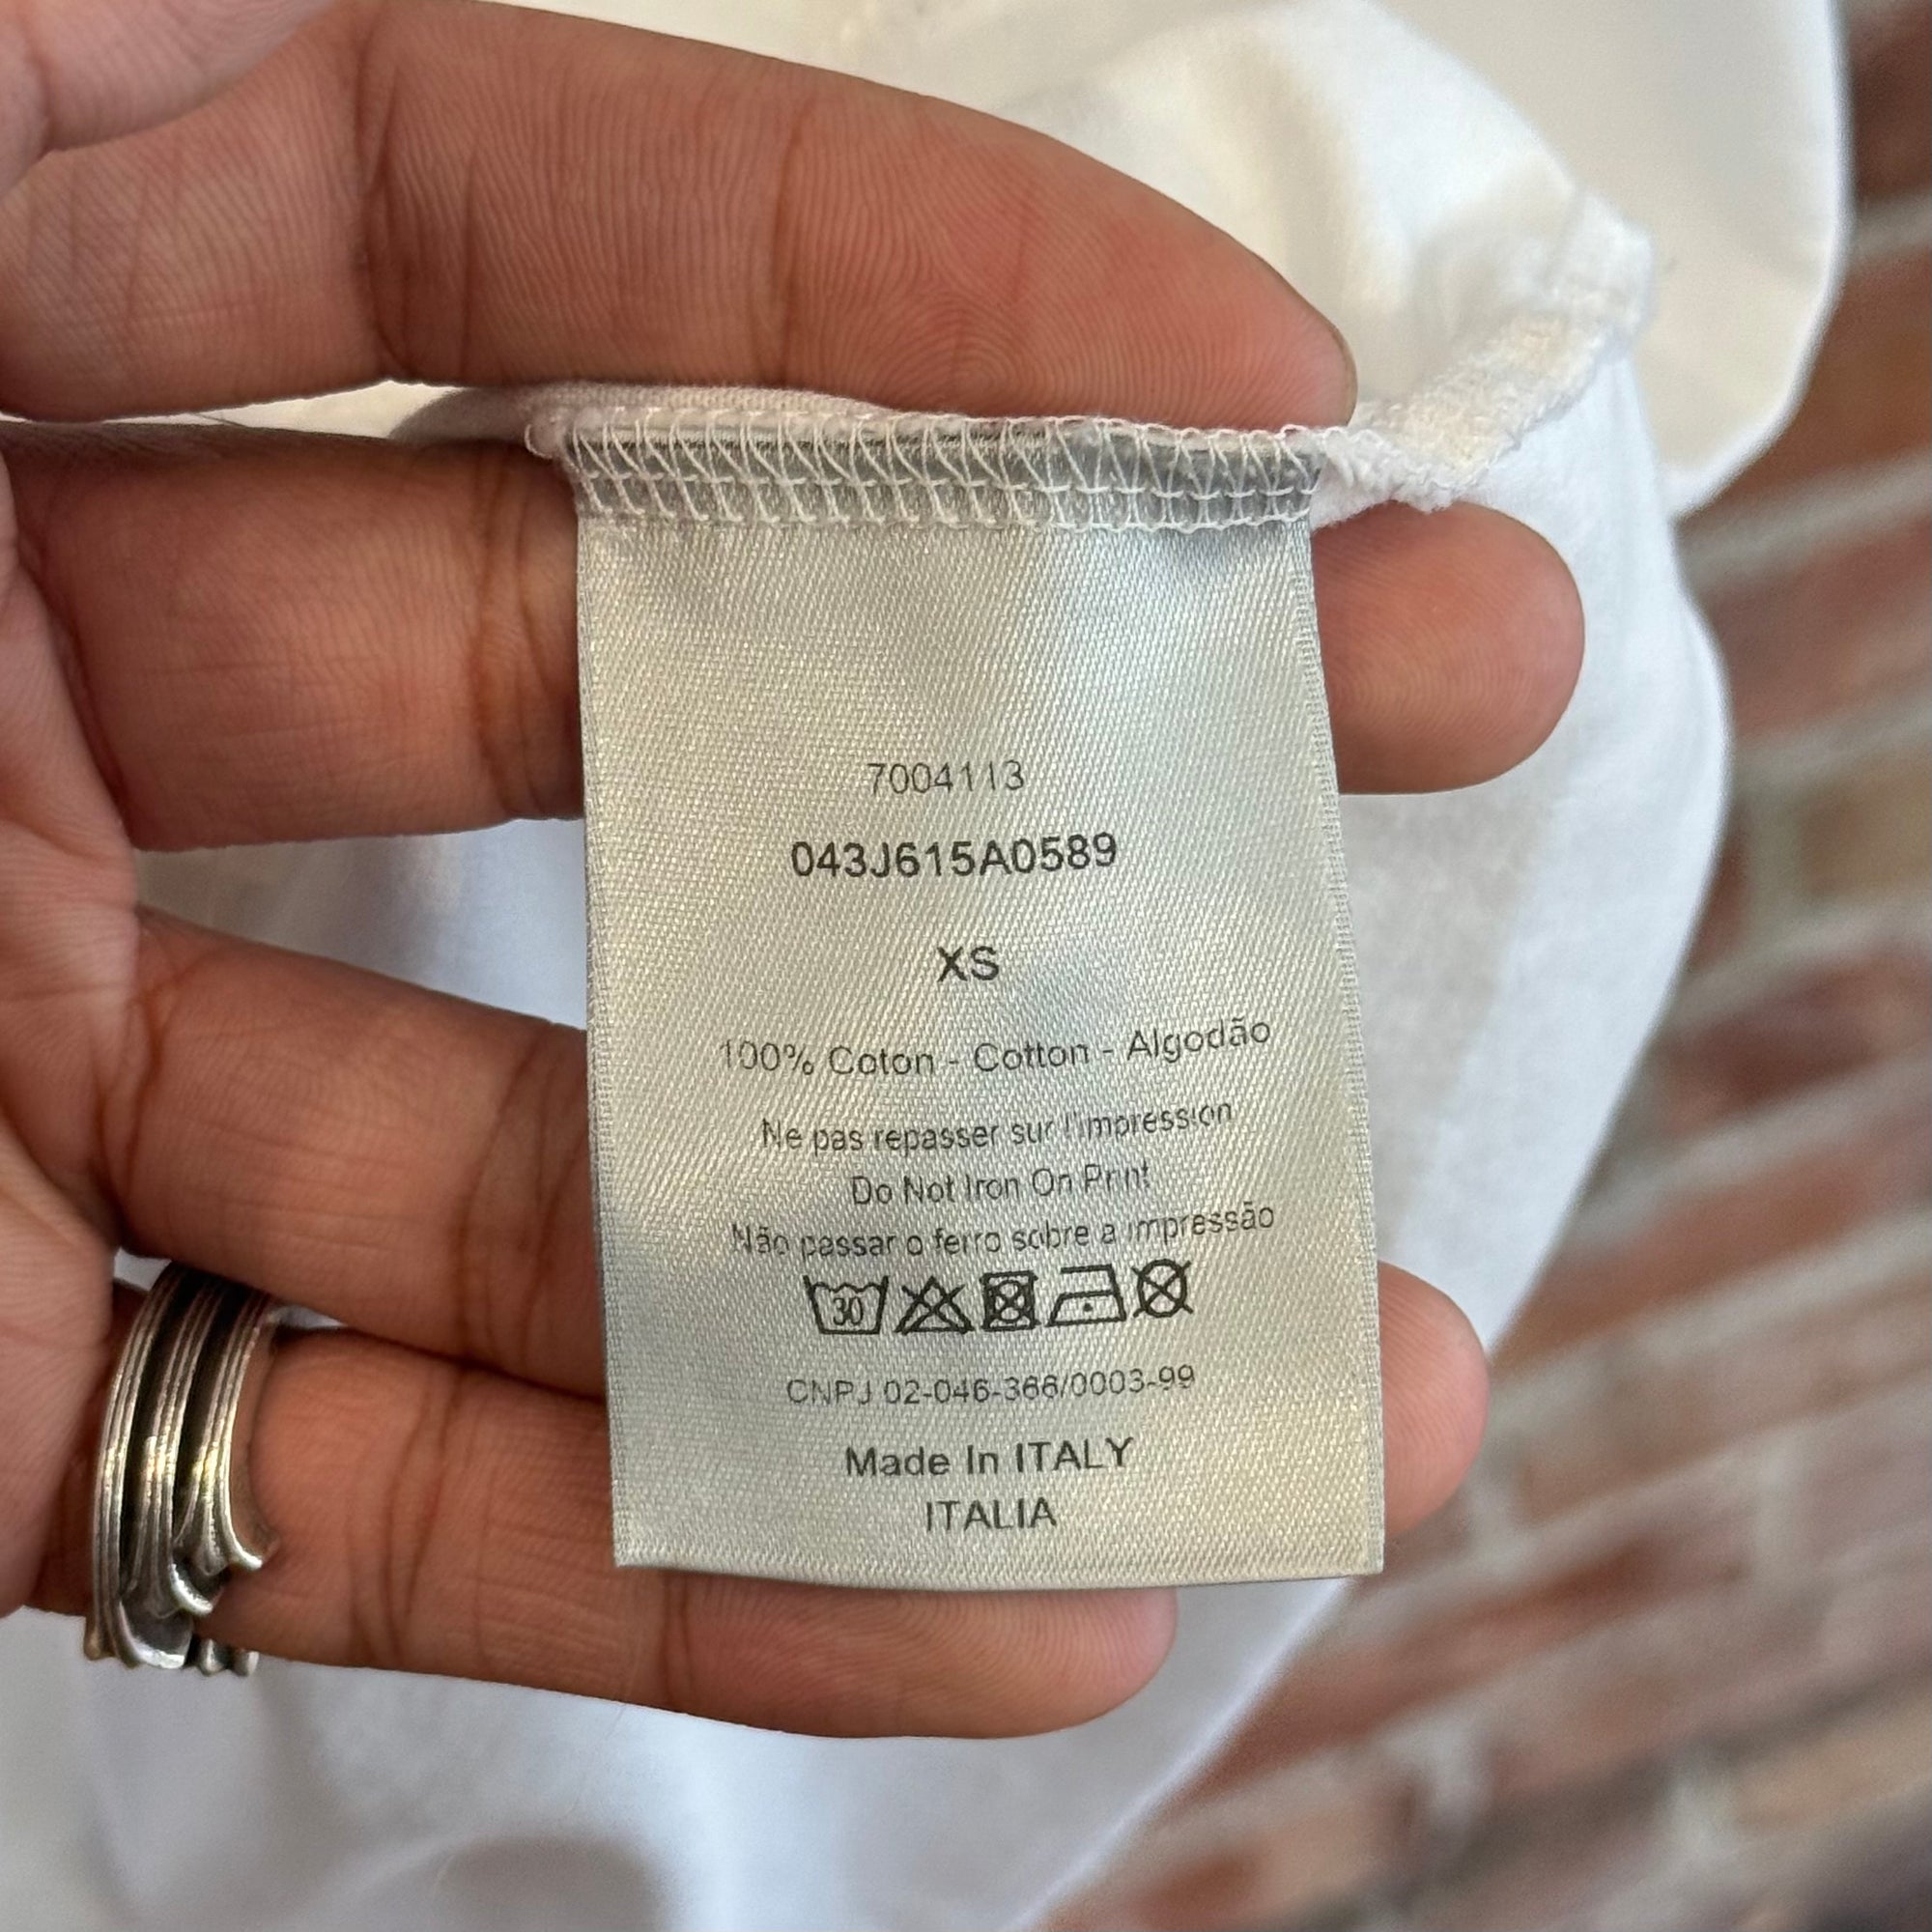 7004113
043J615A0589
XS
100% Coton - Cotton - Algodão
Ne pas repasser sur l'impression
Do Not Iron On Print
Não passar o ferro sobre a impressão
30
CNPJ 02-046-366/0003-99
Made In ITALY
ITALIA